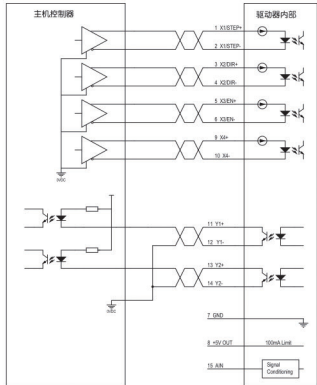 主机控制器 驱动器内部
1 X1/STEP+
2 X1/STEP-
3 X2/DIR+
4 X2/DIR-
5 X3/EN+
6 X3/EN-
9 X4+
10 X4-
0VDC
11 Y1+
12 Y1-
13 Y2+
14 Y2-
0VDC
7 GND
8 +5V OUT 100mA Limit
15 AIN Signal
Conditioning